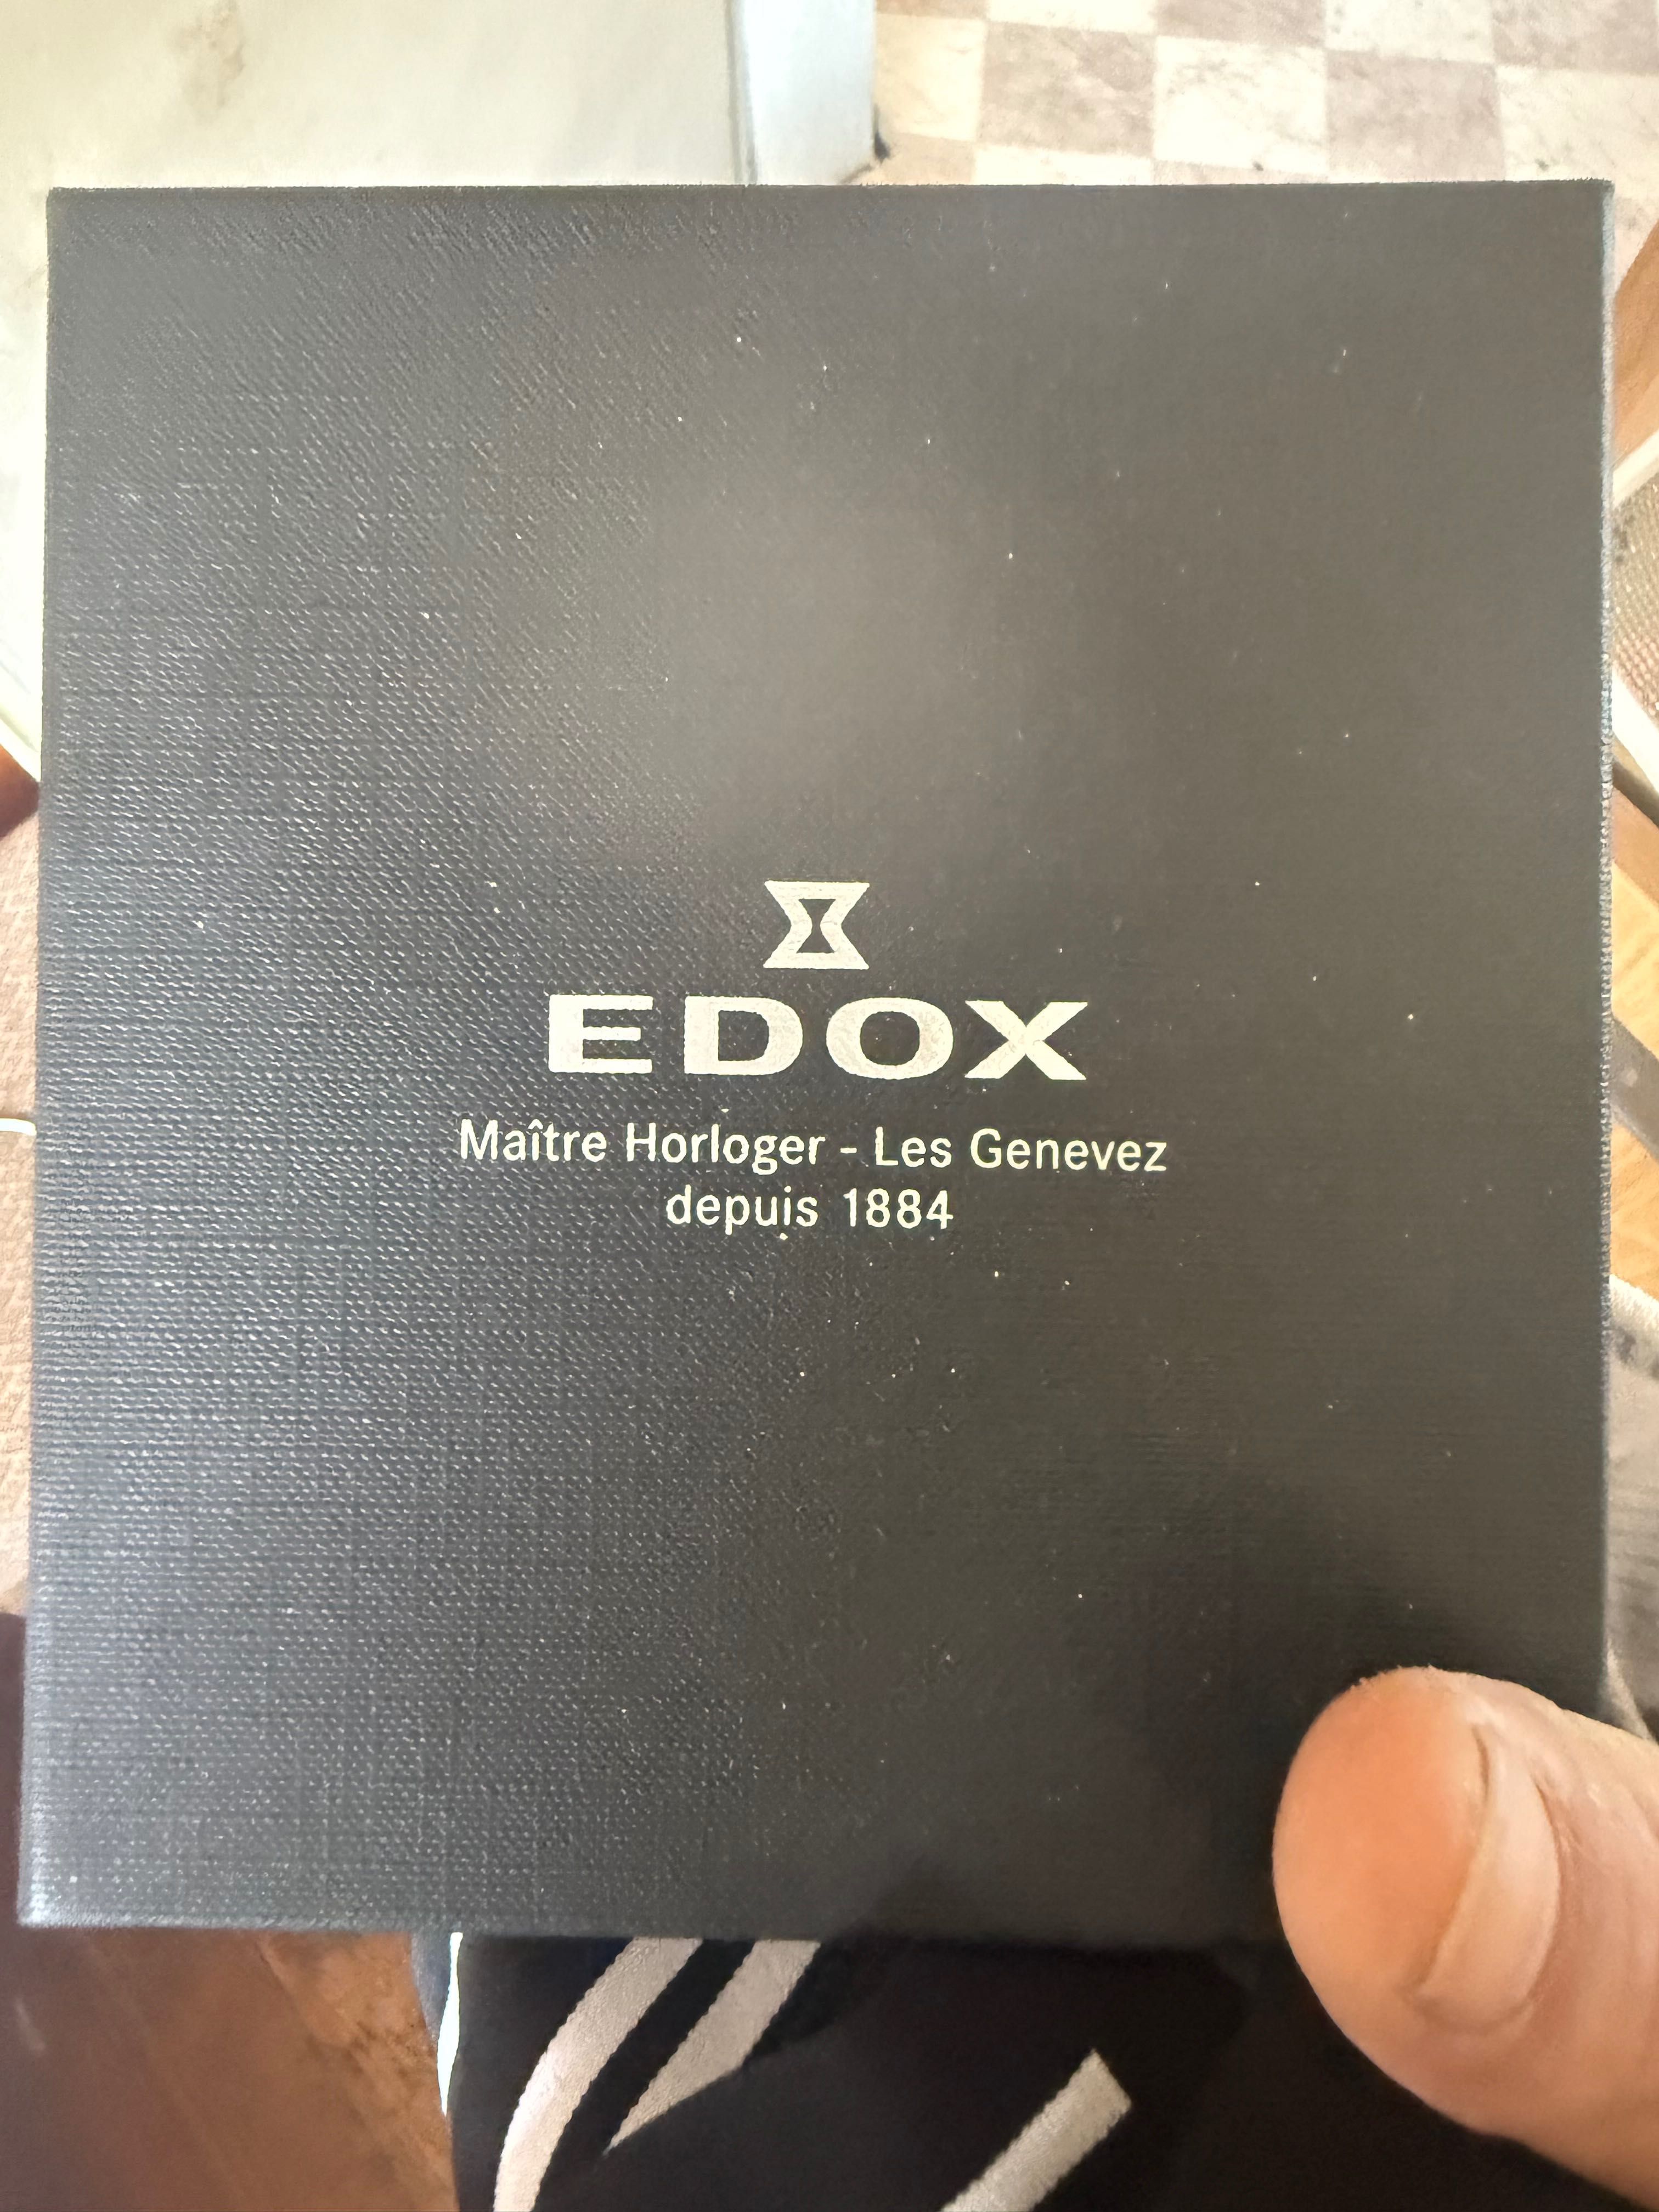 EDOX
Maître Horloger - Les Genevez
depuis 1884